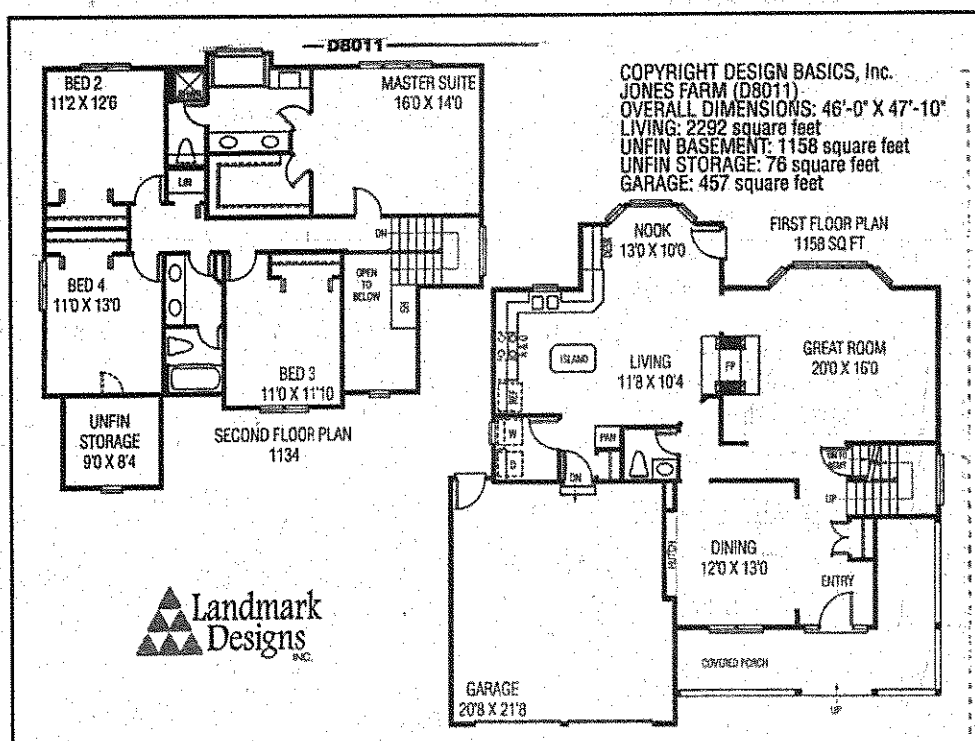 D8011
BED 2
11'2 X 12'6
MASTER SUITE
16'0 X 14'0
COPYRIGHT DESIGN BASICS, Inc.
JONES FARM (D8011)
OVERALL DIMENSIONS: 46'-0" X 47'-10"
LIVING: 2292 square feet
UNFIN BASEMENT: 1158 square feet
UNFIN STORAGE: 76 square feet
GARAGE: 457 square feet
LIN
DN
OPEN
TO
BELOW
BED 4
11'0 X 13'0
BED 3
11'0 X 11'10
UNFIN
STORAGE
9'0 X 8'4
SECOND FLOOR PLAN
1134
NOOK
13'0 X 10'0
DESK
FIRST FLOOR PLAN
1158 SQ FT
ISLAND
LIVING
11'8 X 10'4
FP
GREAT ROOM
20'0 X 16'0
REF
W
D
PAN
DN
DN TO
BSMT
UP
HUTCH
DINING
12'0 X 13'0
ENTRY
COVERED PORCH
UP
GARAGE
20'8 X 21'8
Landmark
Designs
INC.